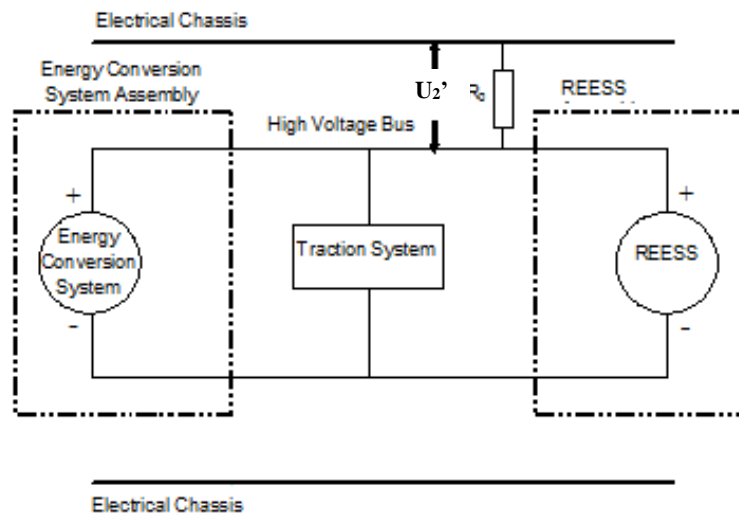 Electrical Chassis
Energy Conversion
System Assembly
U₂’
R₀
REESS
High Voltage Bus
+
+
Energy
Conversion
System
Traction System
REESS
-
-
Electrical Chassis